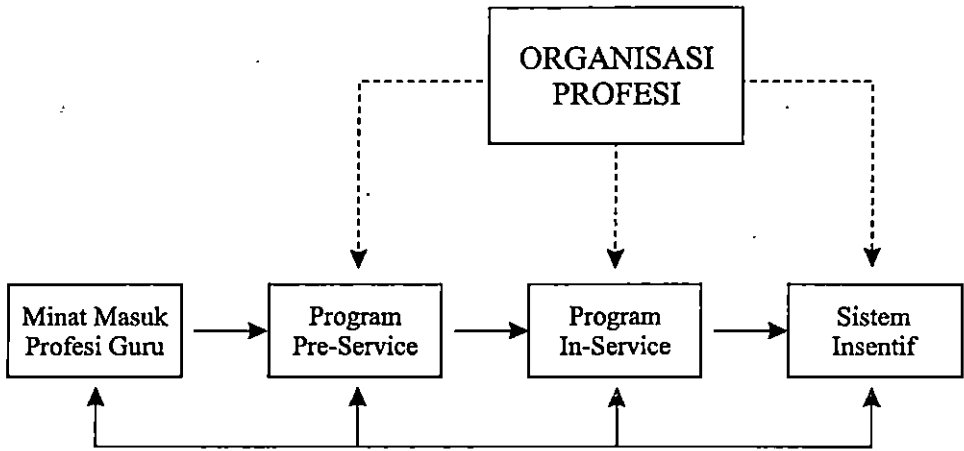 ORGANISASI
PROFESI
Minat Masuk
Profesi Guru
Program
Pre-Service
Program
In-Service
Sistem
Insentif